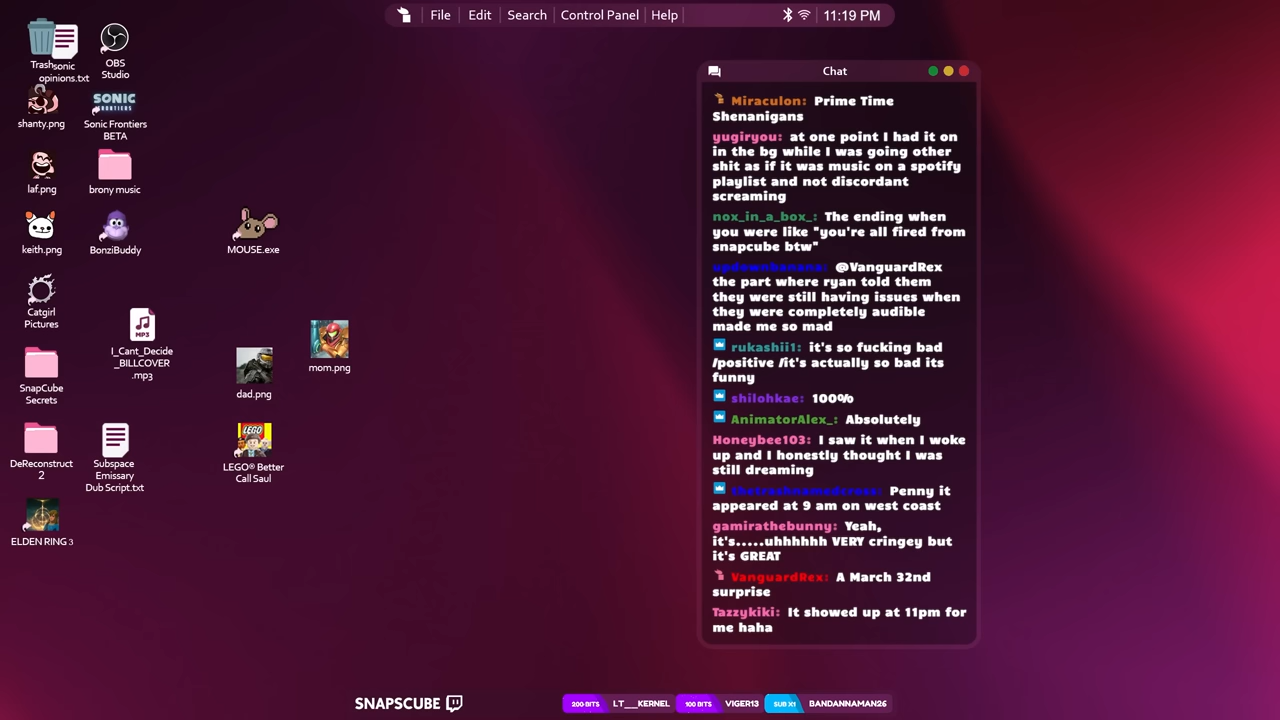 File Edit Search Control Panel Help 11:19 PM
Trash
sonic opinions.txt
OBS
Studio
shanty.png
SONIC
FRONTIERS
Sonic Frontiers
BETA
laf.png
brony music
keith.png
BonziBuddy
MOUSE.exe
Catgirl
Pictures
MP3
I_Cant_Decide
_BILLCOVER
.mp3
mom.png
dad.png
SnapCube
Secrets
DeReconstruct
2
Subspace
Emissary
Dub Script.txt
LEGO
LEGO® Better
Call Saul
ELDEN RING 3
Chat
Miraculon: Prime Time
Shenanigans
yugiryou: at one point I had it on
in the bg while I was going other
shit as if it was music on a spotify
playlist and not discordant
screaming
nox_in_a_box_: The ending when
you were like "you're all fired from
snapcube btw"
updownbanana: @VanguardRex
the part where ryan told them
they were still having issues when
they were completely audible
made me so mad
rukashii1: it's so fucking bad
/positive /it's actually so bad its
funny
shilohkae: 100%
AnimatorAlex_: Absolutely
Honeybee103: I saw it when I woke
up and I honestly thought I was
still dreaming
Penny it
appeared at 9 am on west coast
gamirathebunny: Yeah,
it's.....uhhhhhh VERY cringey but
it's GREAT
VanguardRex: A March 32nd
surprise
Tazzykiki: It showed up at 11pm for
me haha
SNAPSCUBE
200 BITS LT___KERNEL 100 BITS VIGER13 SUB X1 BANDANNAMAN26